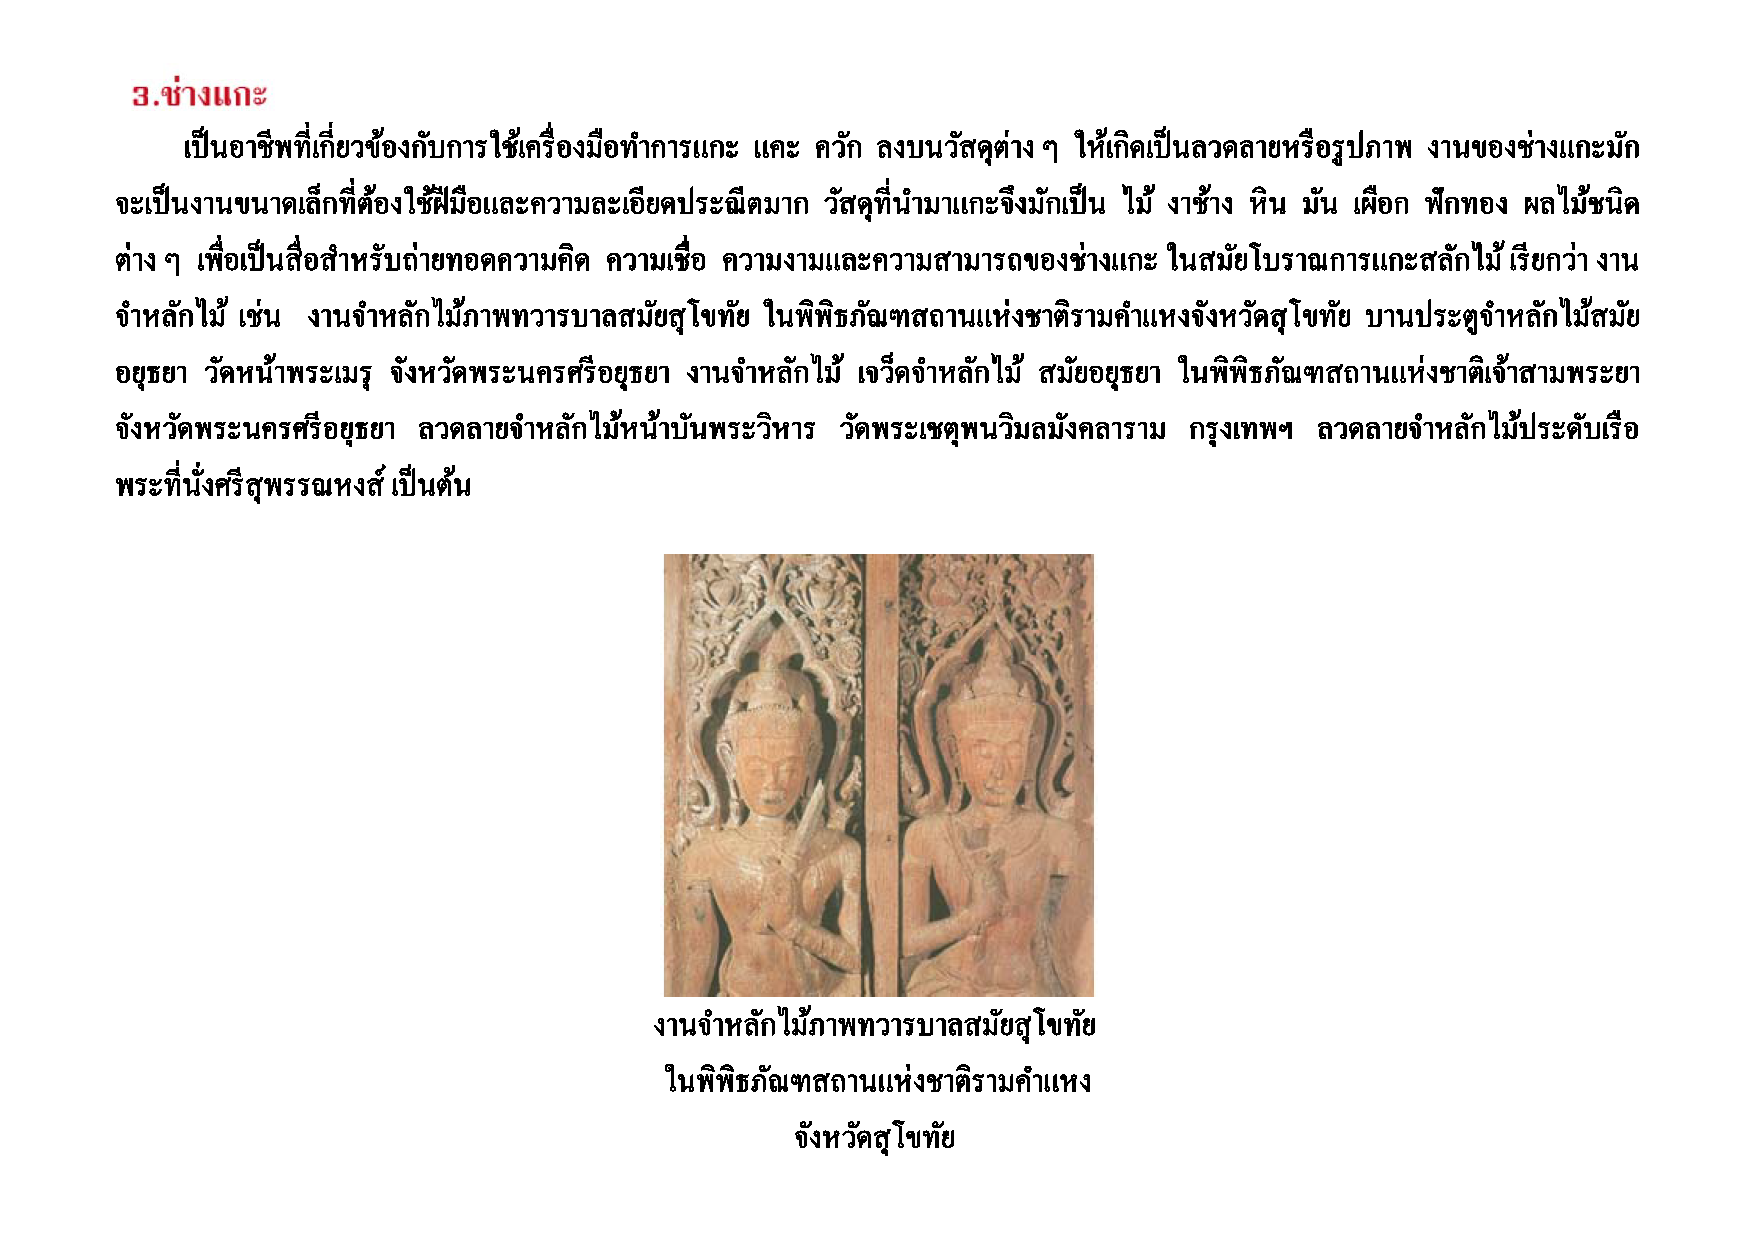 3.ช่างแกะ
เป็นอาชีพที่เกี่ยวข้องกับการใช้เครื่องมือทำการแกะ แคะ ควัก ลงบนวัสดุต่าง ๆ ให้เกิดเป็นลวดลายหรือรูปภาพ งานของช่างแกะมัก
จะเป็นงานขนาดเล็กที่ต้องใช้ฝีมือและความละเอียดประณีตมาก วัสดุที่นำมาแกะจึงมักเป็น ไม้ งาช้าง หิน มัน เผือก ฟักทอง ผลไม้ชนิด
ต่าง ๆ เพื่อเป็นสื่อสำหรับถ่ายทอดความคิด ความเชื่อ ความงามและความสามารถของช่างแกะ ในสมัยโบราณการแกะสลักไม้ เรียกว่า งาน
จำหลักไม้ เช่น งานจำหลักไม้ภาพทวารบาลสมัยสุโขทัย ในพิพิธภัณฑสถานแห่งชาติรามคำแหงจังหวัดสุโขทัย บานประตูจำหลักไม้สมัย
อยุธยา วัดหน้าพระเมรุ จังหวัดพระนครศรีอยุธยา งานจำหลักไม้ เจว็ดจำหลักไม้ สมัยอยุธยา ในพิพิธภัณฑสถานแห่งชาติเจ้าสามพระยา
จังหวัดพระนครศรีอยุธยา ลวดลายจำหลักไม้หน้าบันพระวิหาร วัดพระเชตุพนวิมลมังคลาราม กรุงเทพฯ ลวดลายจำหลักไม้ประดับเรือ
พระที่นั่งศรีสุพรรณหงส์ เป็นต้น
งานจำหลักไม้ภาพทวารบาลสมัยสุโขทัย
ในพิพิธภัณฑสถานแห่งชาติรามคำแหง
จังหวัดสุโขทัย